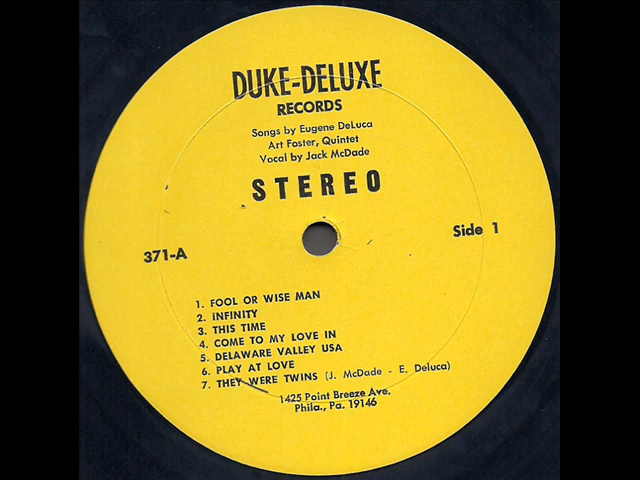 DUKE-DELUXE
RECORDS
Songs by Eugene DeLuca
Art Foster, Quintet
Vocal by Jack McDade
STEREO
371-A
Side 1
1. FOOL OR WISE MAN
2. INFINITY
3. THIS TIME
4. COME TO MY LOVE IN
5. DELAWARE VALLEY USA
6. PLAY AT LOVE
7. THEY WERE TWINS (J. McDade - E. Deluca)
1425 Point Breeze Ave.
Phila., Pa. 19146